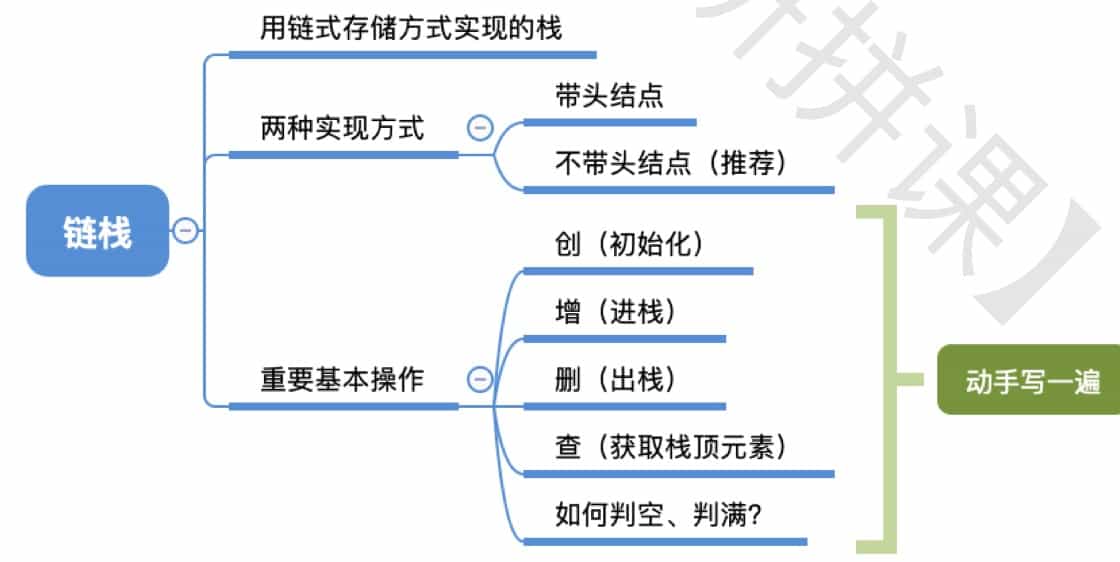 用链式存储方式实现的栈
两种实现方式
带头结点
不带头结点（推荐）
链栈
创（初始化）
增（进栈）
重要基本操作
删（出栈）
动手写一遍
查（获取栈顶元素）
如何判空、判满?
拼课】